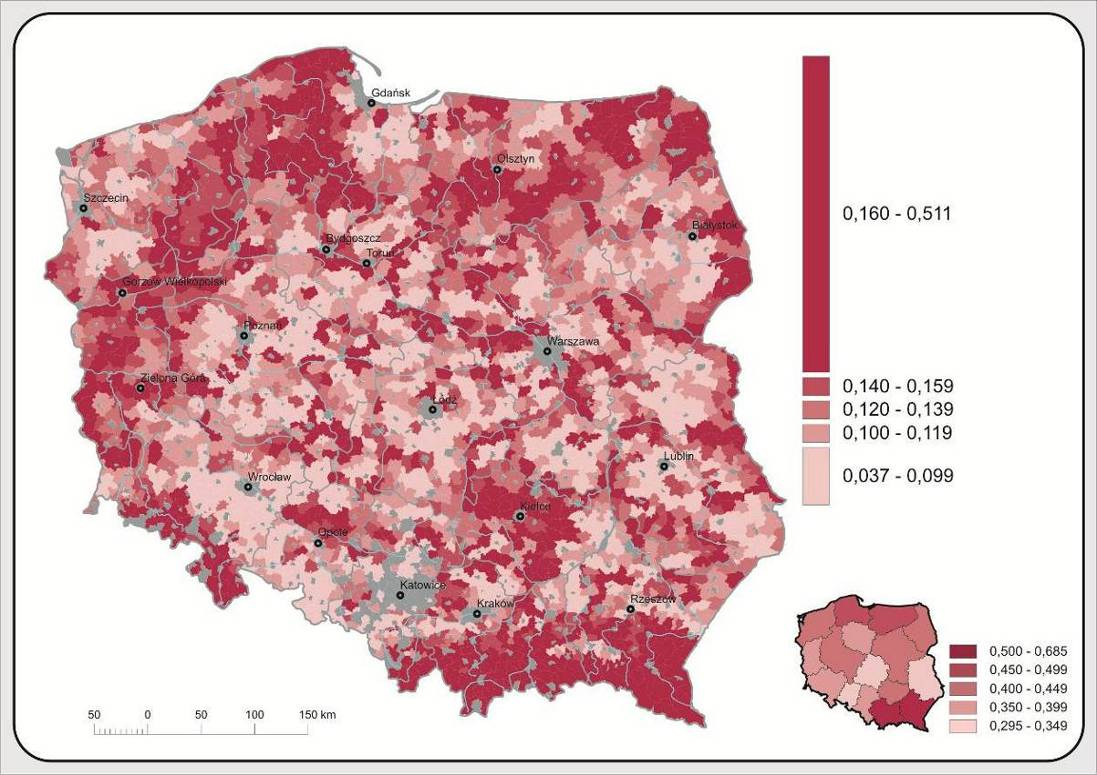 Gdańsk
Olsztyn
Szczecin
Białystok
Bydgoszcz
Toruń
Gorzów Wielkopolski
Poznań
Warszawa
Zielona Góra
Łódź
Lublin
Wrocław
Kielce
Opole
Katowice
Kraków
Rzeszów
0,160 - 0,511
0,140 - 0,159
0,120 - 0,139
0,100 - 0,119
0,037 - 0,099
50 0 50 100 150 km
0,500 - 0,685
0,450 - 0,499
0,400 - 0,449
0,350 - 0,399
0,295 - 0,349